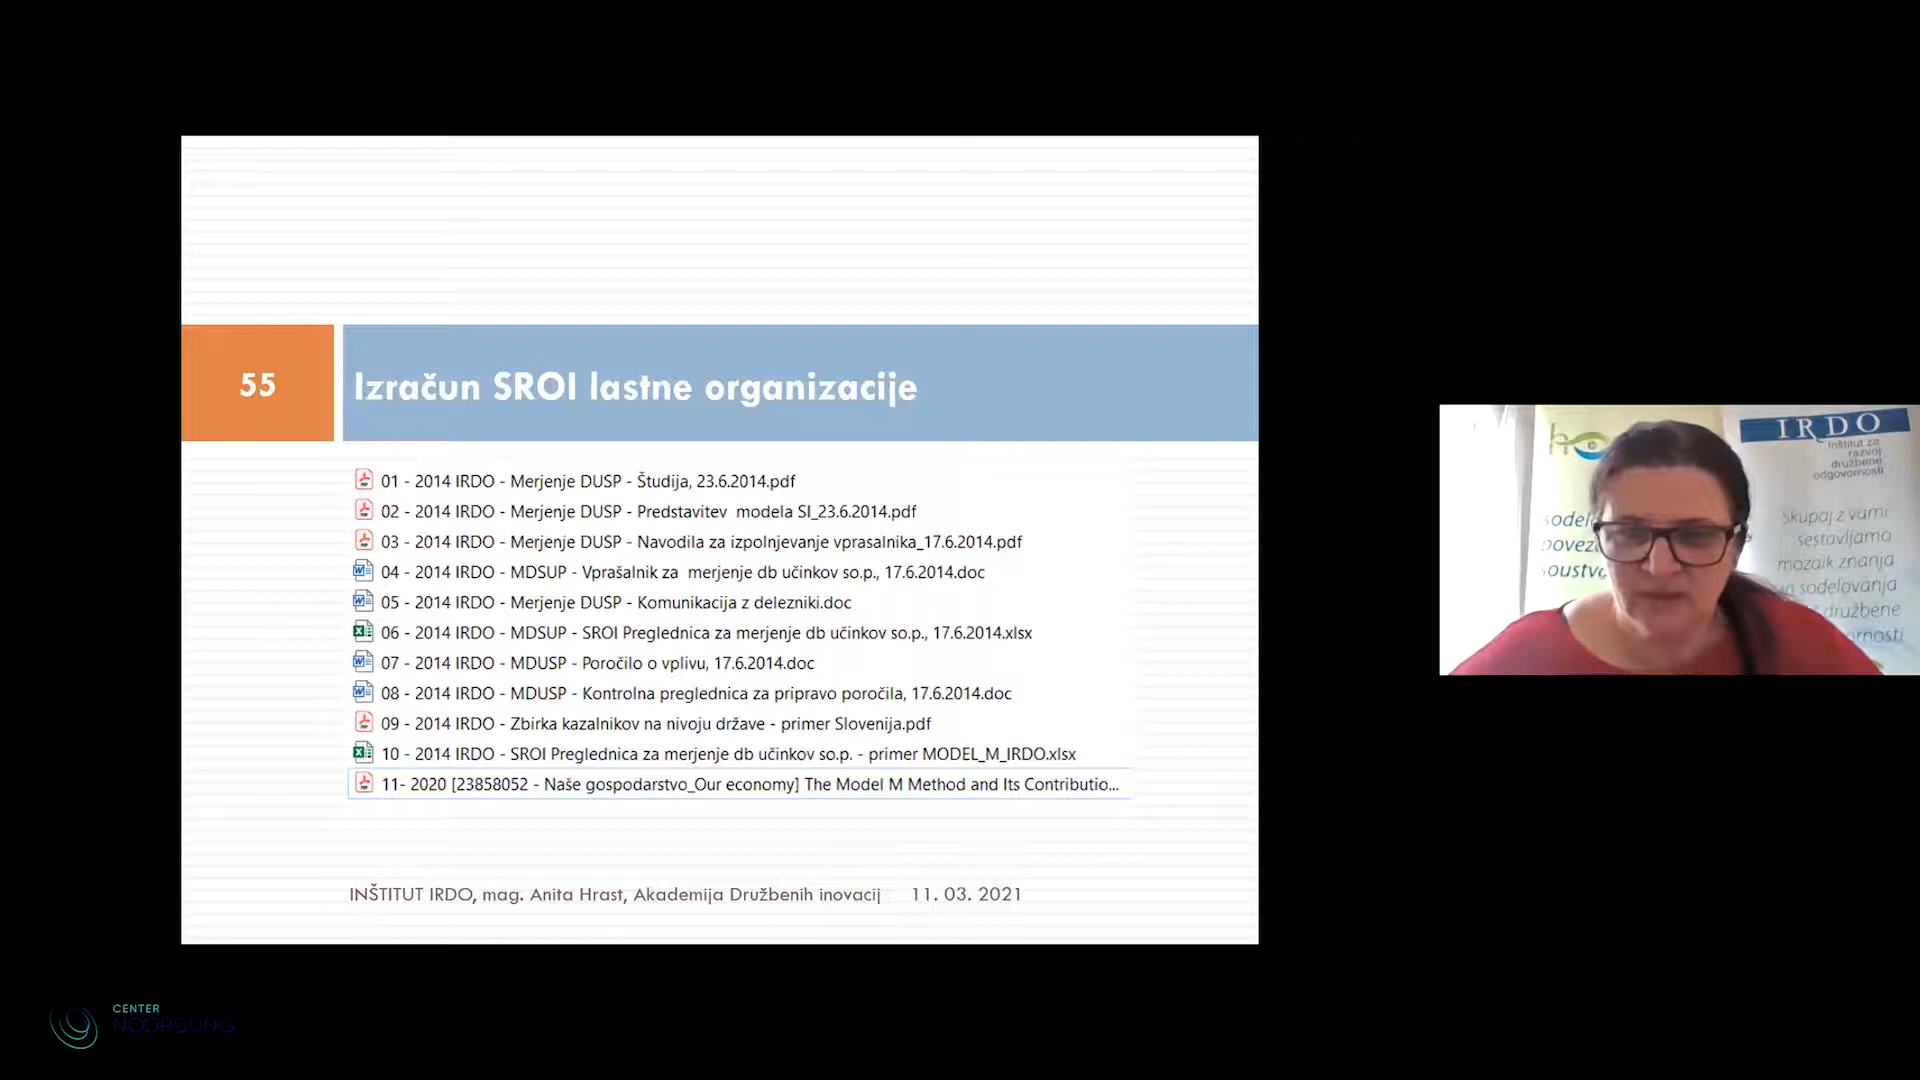 55
Izračun SROI lastne organizacije
01 - 2014 IRDO - Merjenje DUSP - Študija, 23.6.2014.pdf
02 - 2014 IRDO - Merjenje DUSP - Predstavitev  modela SI_23.6.2014.pdf
03 - 2014 IRDO - Merjenje DUSP - Navodila za izpolnjevanje vprasalnika_17.6.2014.pdf
04 - 2014 IRDO - MDSUP - Vprašalnik za  merjenje db učinkov so.p., 17.6.2014.doc
05 - 2014 IRDO - Merjenje DUSP - Komunikacija z delezniki.doc
06 - 2014 IRDO - MDSUP - SROI Preglednica za merjenje db učinkov so.p., 17.6.2014.xlsx
07 - 2014 IRDO - MDUSP - Poročilo o vplivu, 17.6.2014.doc
08 - 2014 IRDO - MDUSP - Kontrolna preglednica za pripravo poročila, 17.6.2014.doc
09 - 2014 IRDO - Zbirka kazalnikov na nivoju države - primer Slovenija.pdf
10 - 2014 IRDO - SROI Preglednica za merjenje db učinkov so.p. - primer MODEL_M_IRDO.xlsx
11- 2020 [23858052 - Naše gospodarstvo_Our economy] The Model M Method and Its Contributio...
INŠTITUT IRDO, mag. Anita Hrast, Akademija Družbenih inovacij 11. 03. 2021
IRDO
Inštitut za
razvoj
družbene
odgovornosti
Skupaj z vami
sestavljamo
mozaik znanja
in sodelovanja
družbene
CENTER
NOORDUNG